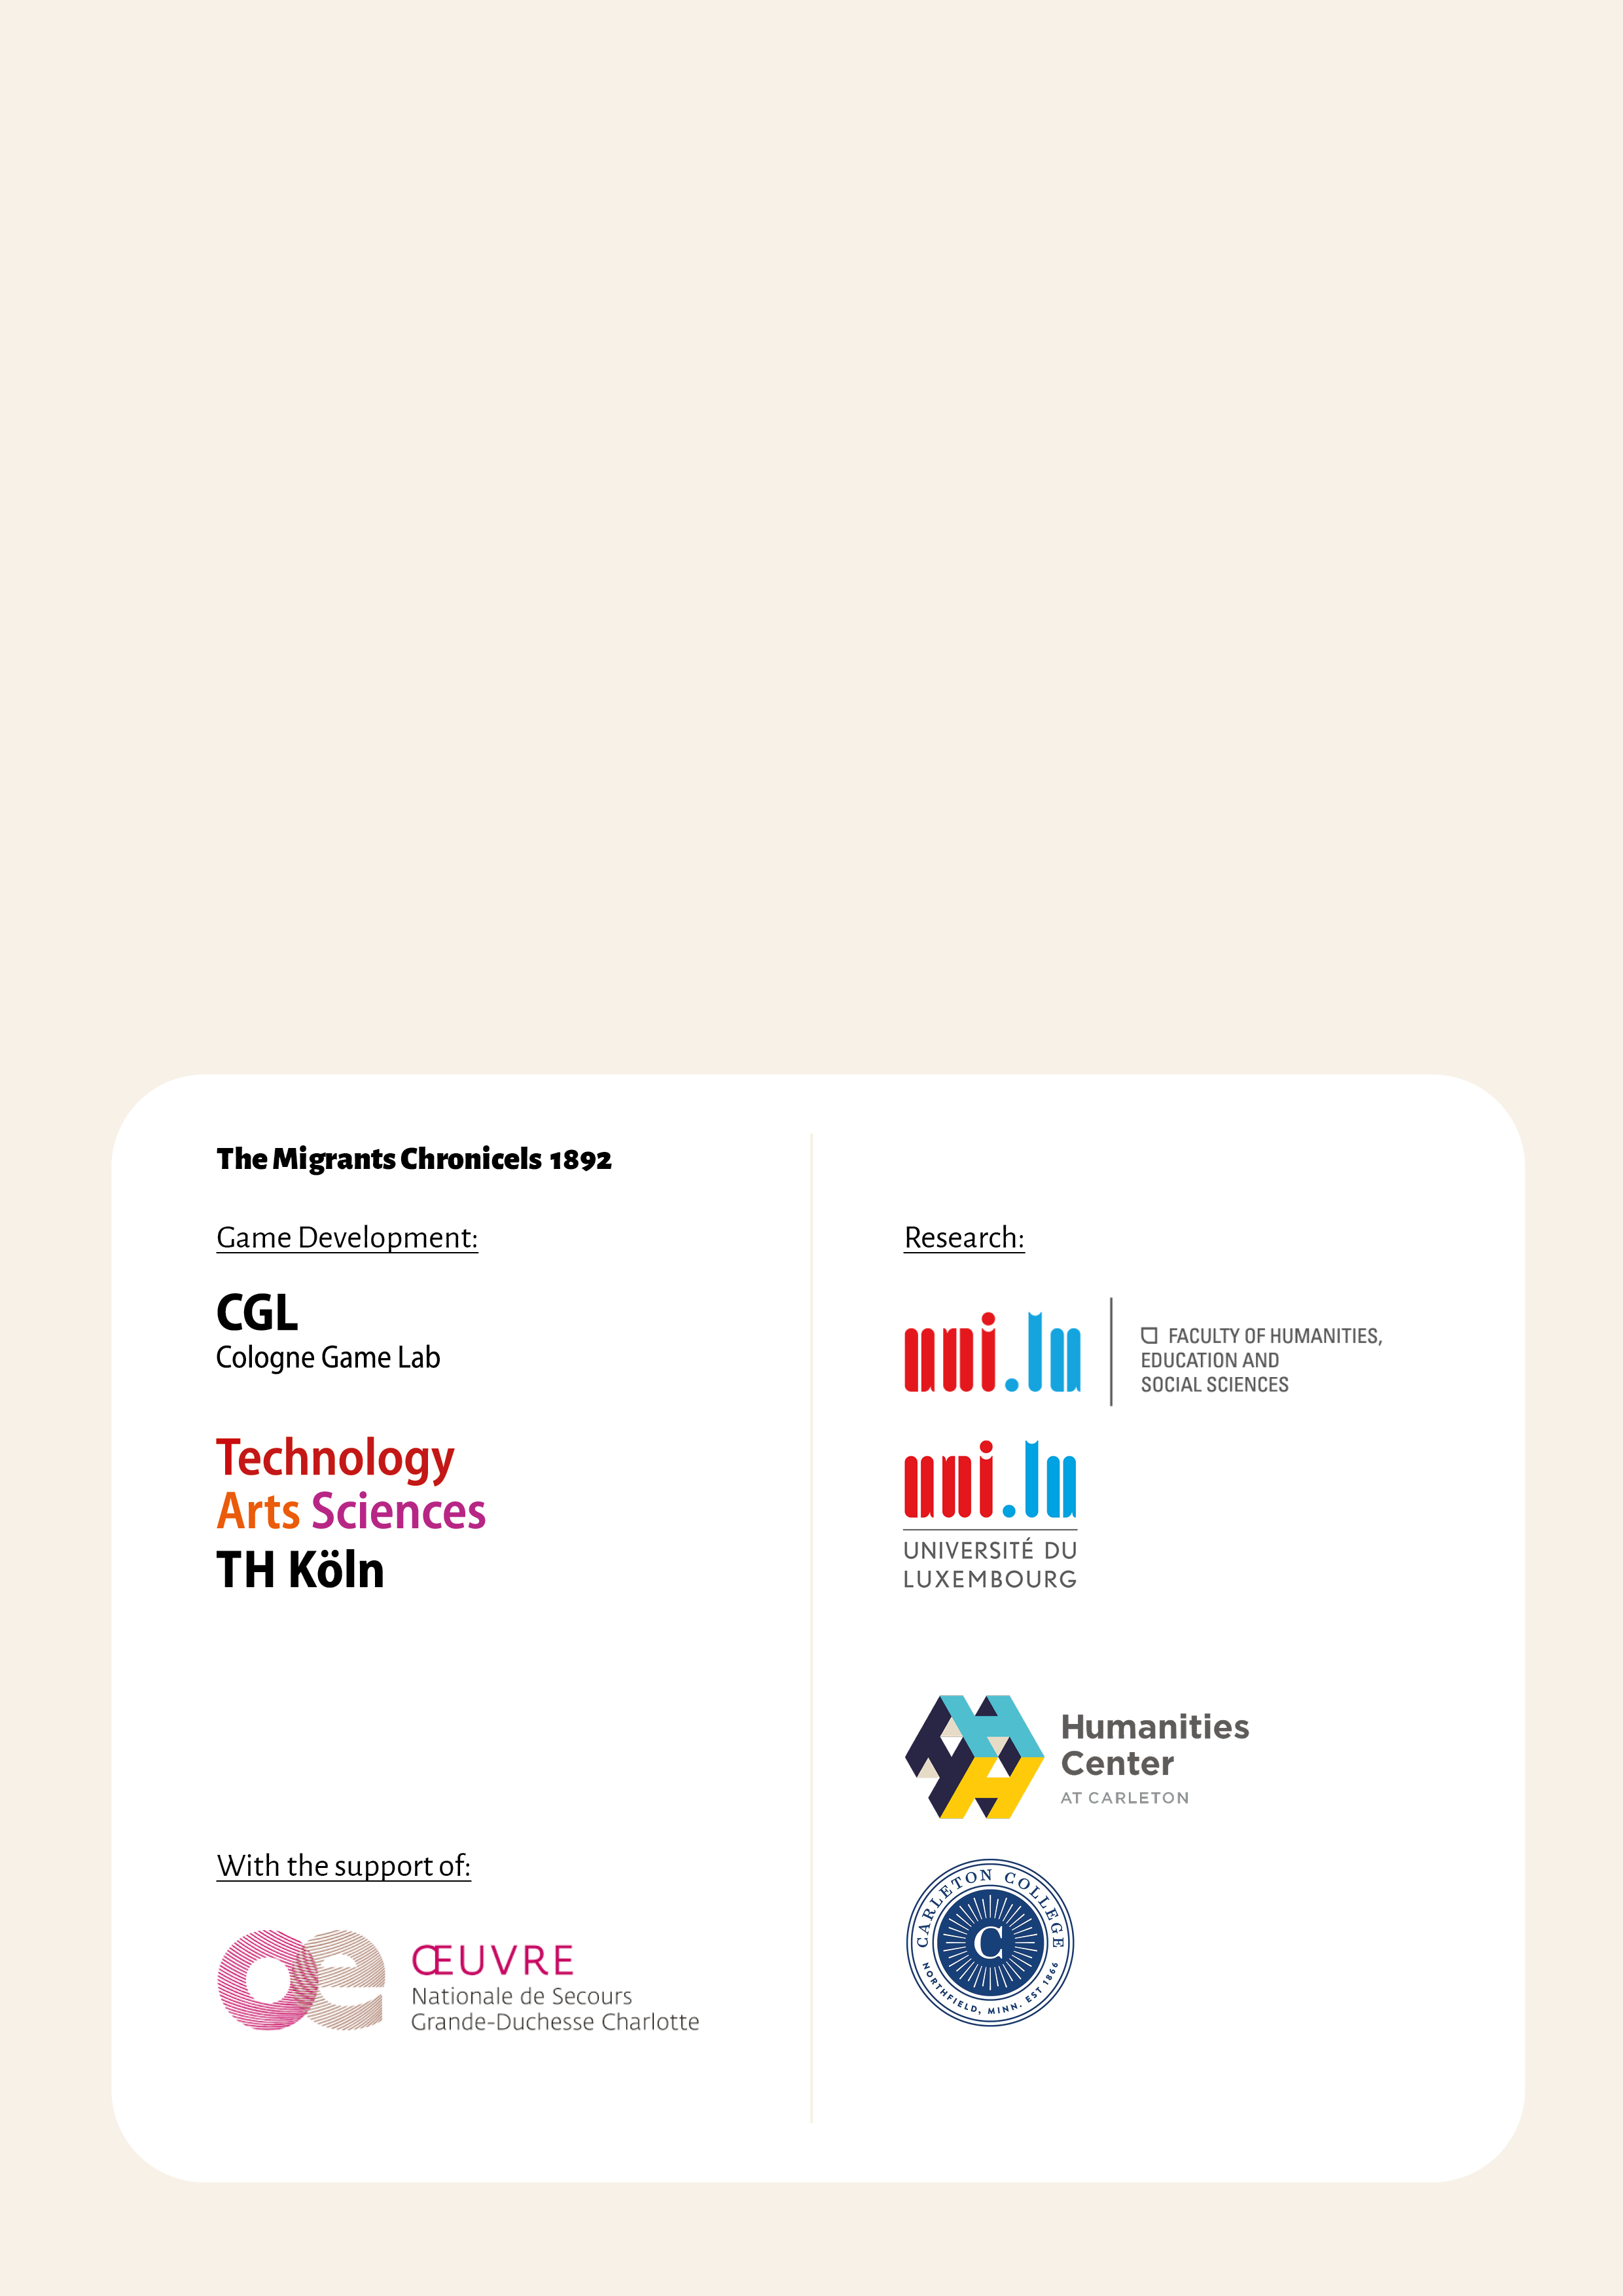 The Migrants Chronicels 1892
Game Development:
CGL
Cologne Game Lab
Technology
Arts Sciences
TH Köln
With the support of:
oe
ŒUVRE
Nationale de Secours
Grande-Duchesse Charlotte
Research:
uni.lu
FACULTY OF HUMANITIES,
EDUCATION AND
SOCIAL SCIENCES
uni.lu
UNIVERSITÉ DU
LUXEMBOURG
Humanities
Center
AT CARLETON
CARLETON COLLEGE
C
NORTHFIELD, MINN. EST 1866